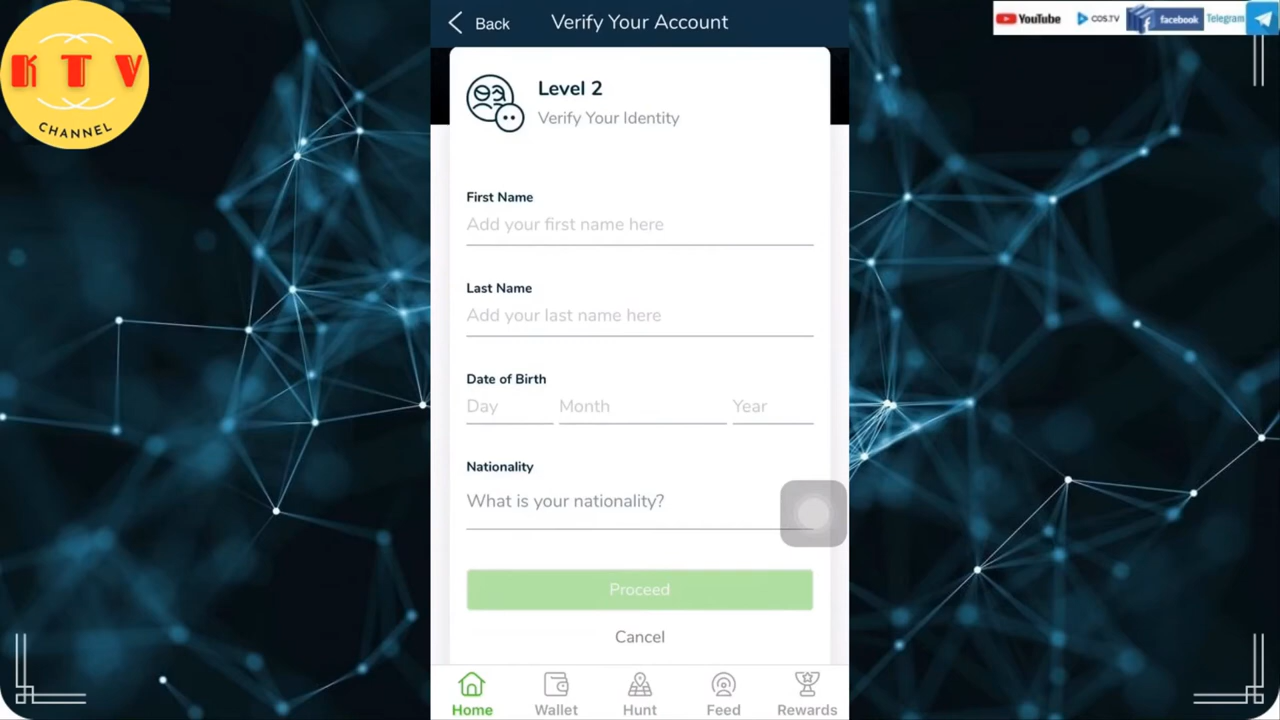 K T V
CHANNEL
YouTube
COS.TV
facebook
Telegram
Back
Verify Your Account
Level 2
Verify Your Identity
First Name
Add your first name here
Last Name
Add your last name here
Date of Birth
Day Month Year
Nationality
What is your nationality?
Proceed
Cancel
Home Wallet Hunt Feed Rewards